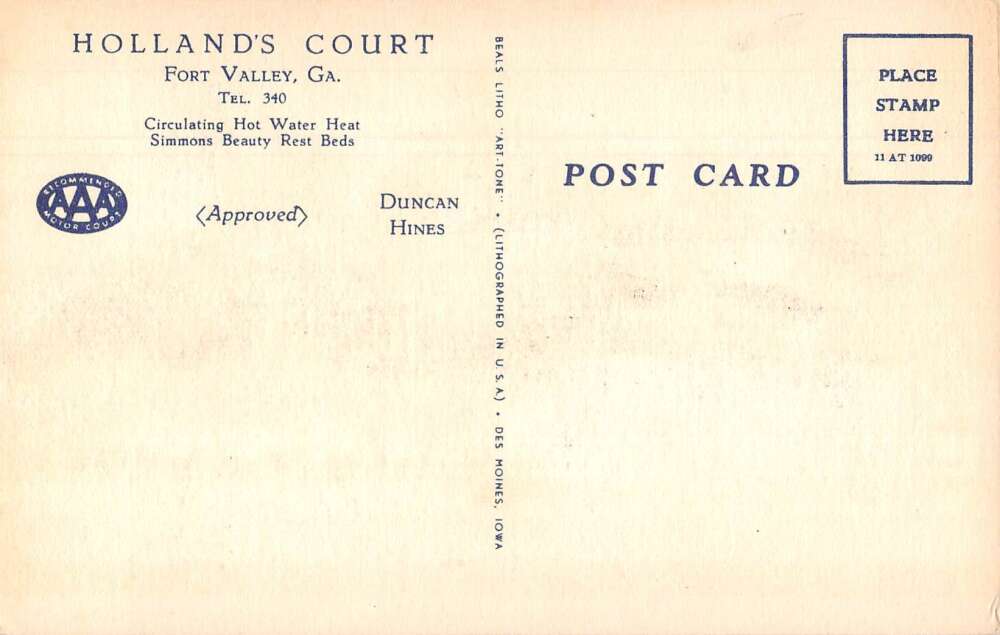 HOLLAND'S COURT
FORT VALLEY, GA.
TEL. 340
Circulating Hot Water Heat
Simmons Beauty Rest Beds
RECOMMENDED
AAA
MOTOR COURT
〈Approved〉
DUNCAN
HINES
BEALS LITHO "ART-TONE" • (LITHOGRAPHED IN U. S. A.) • DES MOINES, IOWA
POST CARD
PLACE
STAMP
HERE
11 AT 1099